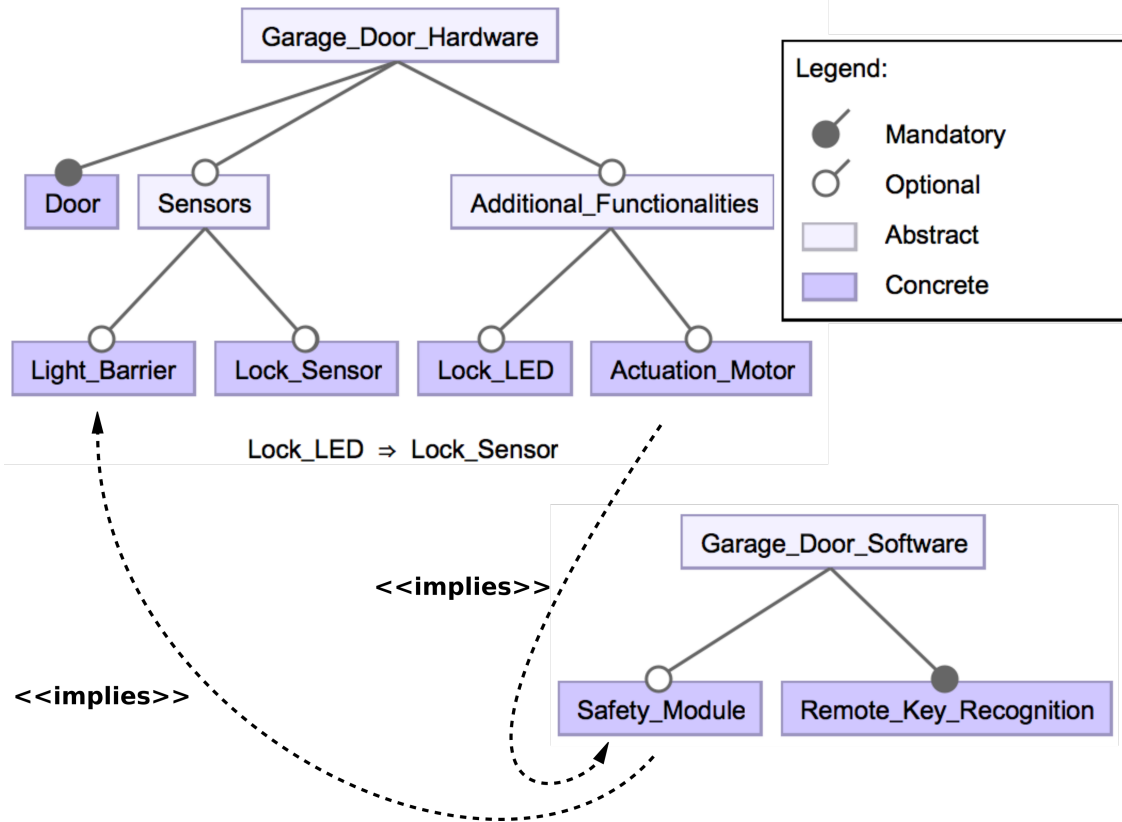 Garage_Door_Hardware
Legend:
Mandatory
Optional
Abstract
Concrete
Door
Sensors
Additional_Functionalities
Light_Barrier
Lock_Sensor
Lock_LED
Actuation_Motor
Lock_LED ⇒ Lock_Sensor
Garage_Door_Software
<<implies>>
<<implies>>
Safety_Module
Remote_Key_Recognition